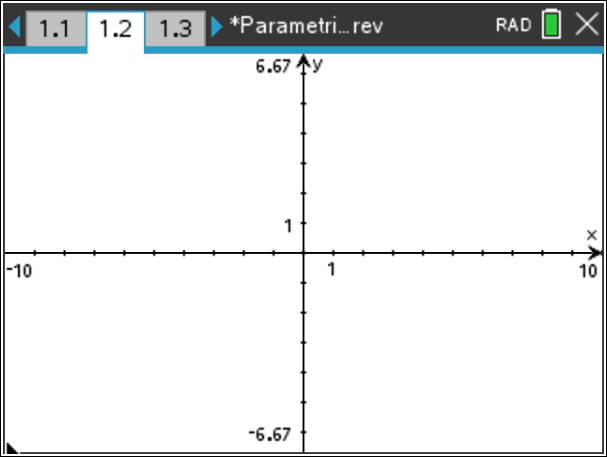 1.1 1.2 1.3 *Parametri...rev RAD
6.67 y
1
x
-10 1 10
-6.67